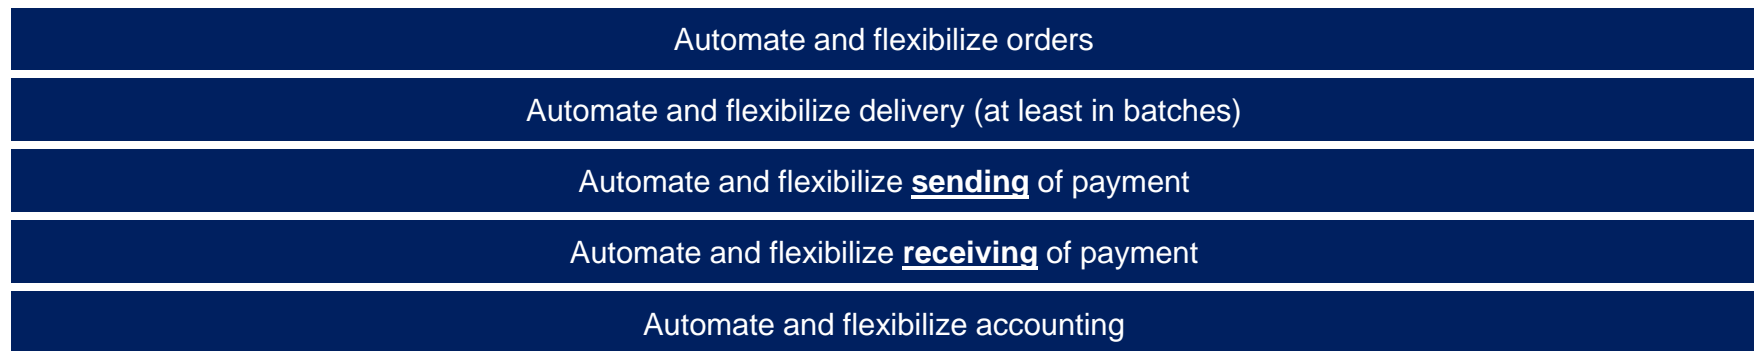 Automate and flexibilize orders
Automate and flexibilize delivery (at least in batches)
Automate and flexibilize sending of payment
Automate and flexibilize receiving of payment
Automate and flexibilize accounting